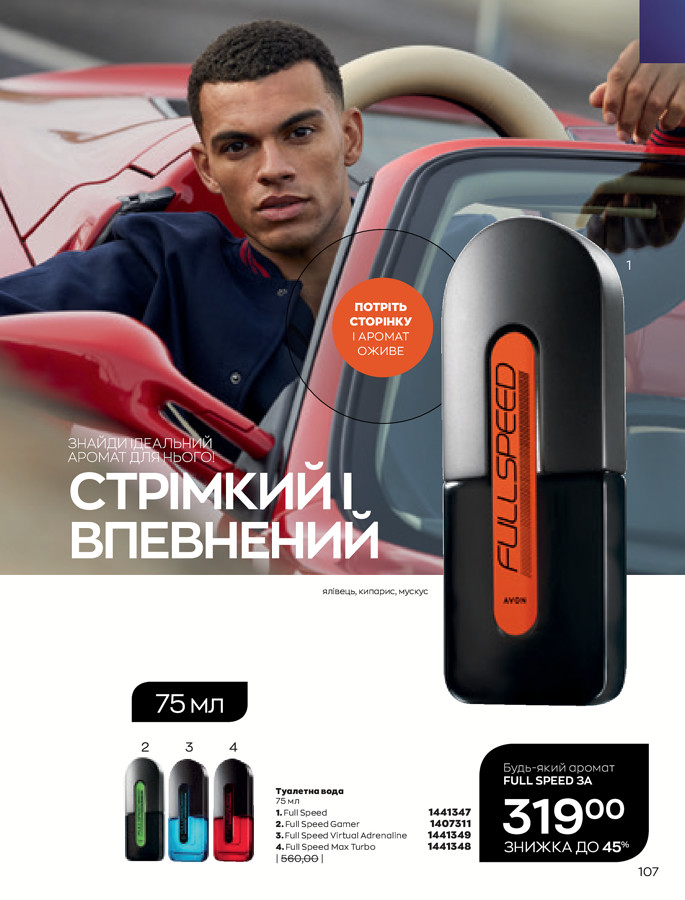 ПОТРІТЬ
СТОРІНКУ
І АРОМАТ
ОЖИВЕ
1
ЗНАЙДИ ІДЕАЛЬНИЙ
АРОМАТ ДЛЯ НЬОГО!
СТРІМКИЙ І
ВПЕВНЕНИЙ
FULL SPEED
AVON
ялівець, кипарис, мускус
75 мл
2 3 4
Туалетна вода
75 мл
1. Full Speed 1441347
2. Full Speed Gamer 1407311
3. Full Speed Virtual Adrenaline 1441349
4. Full Speed Max Turbo 1441348
| 560,00 |
Будь-який аромат
FULL SPEED ЗА
319⁰⁰
ЗНИЖКА ДО 45%
107